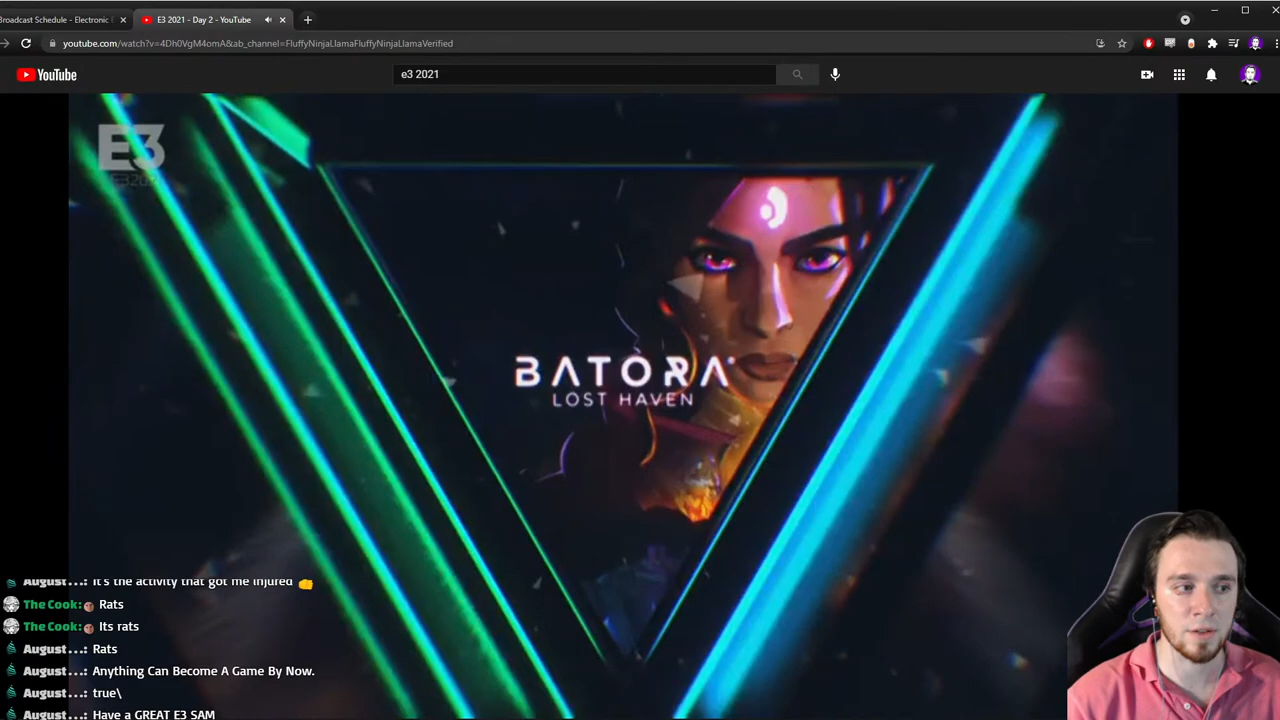 Broadcast Schedule - Electronic E
E3 2021 - Day 2 - YouTube
youtube.com/watch?v=4Dh0VgM4omA&ab_channel=FluffyNinjaLlamaFluffyNinjaLlamaVerified
YouTube
e3 2021
E3
BATORA
LOST HAVEN
August...: It's the activity that got me injured
The Cook: Rats
The Cook: Its rats
August...: Rats
August...: Anything Can Become A Game By Now.
August...: true\
August...: Have a GREAT E3 SAM